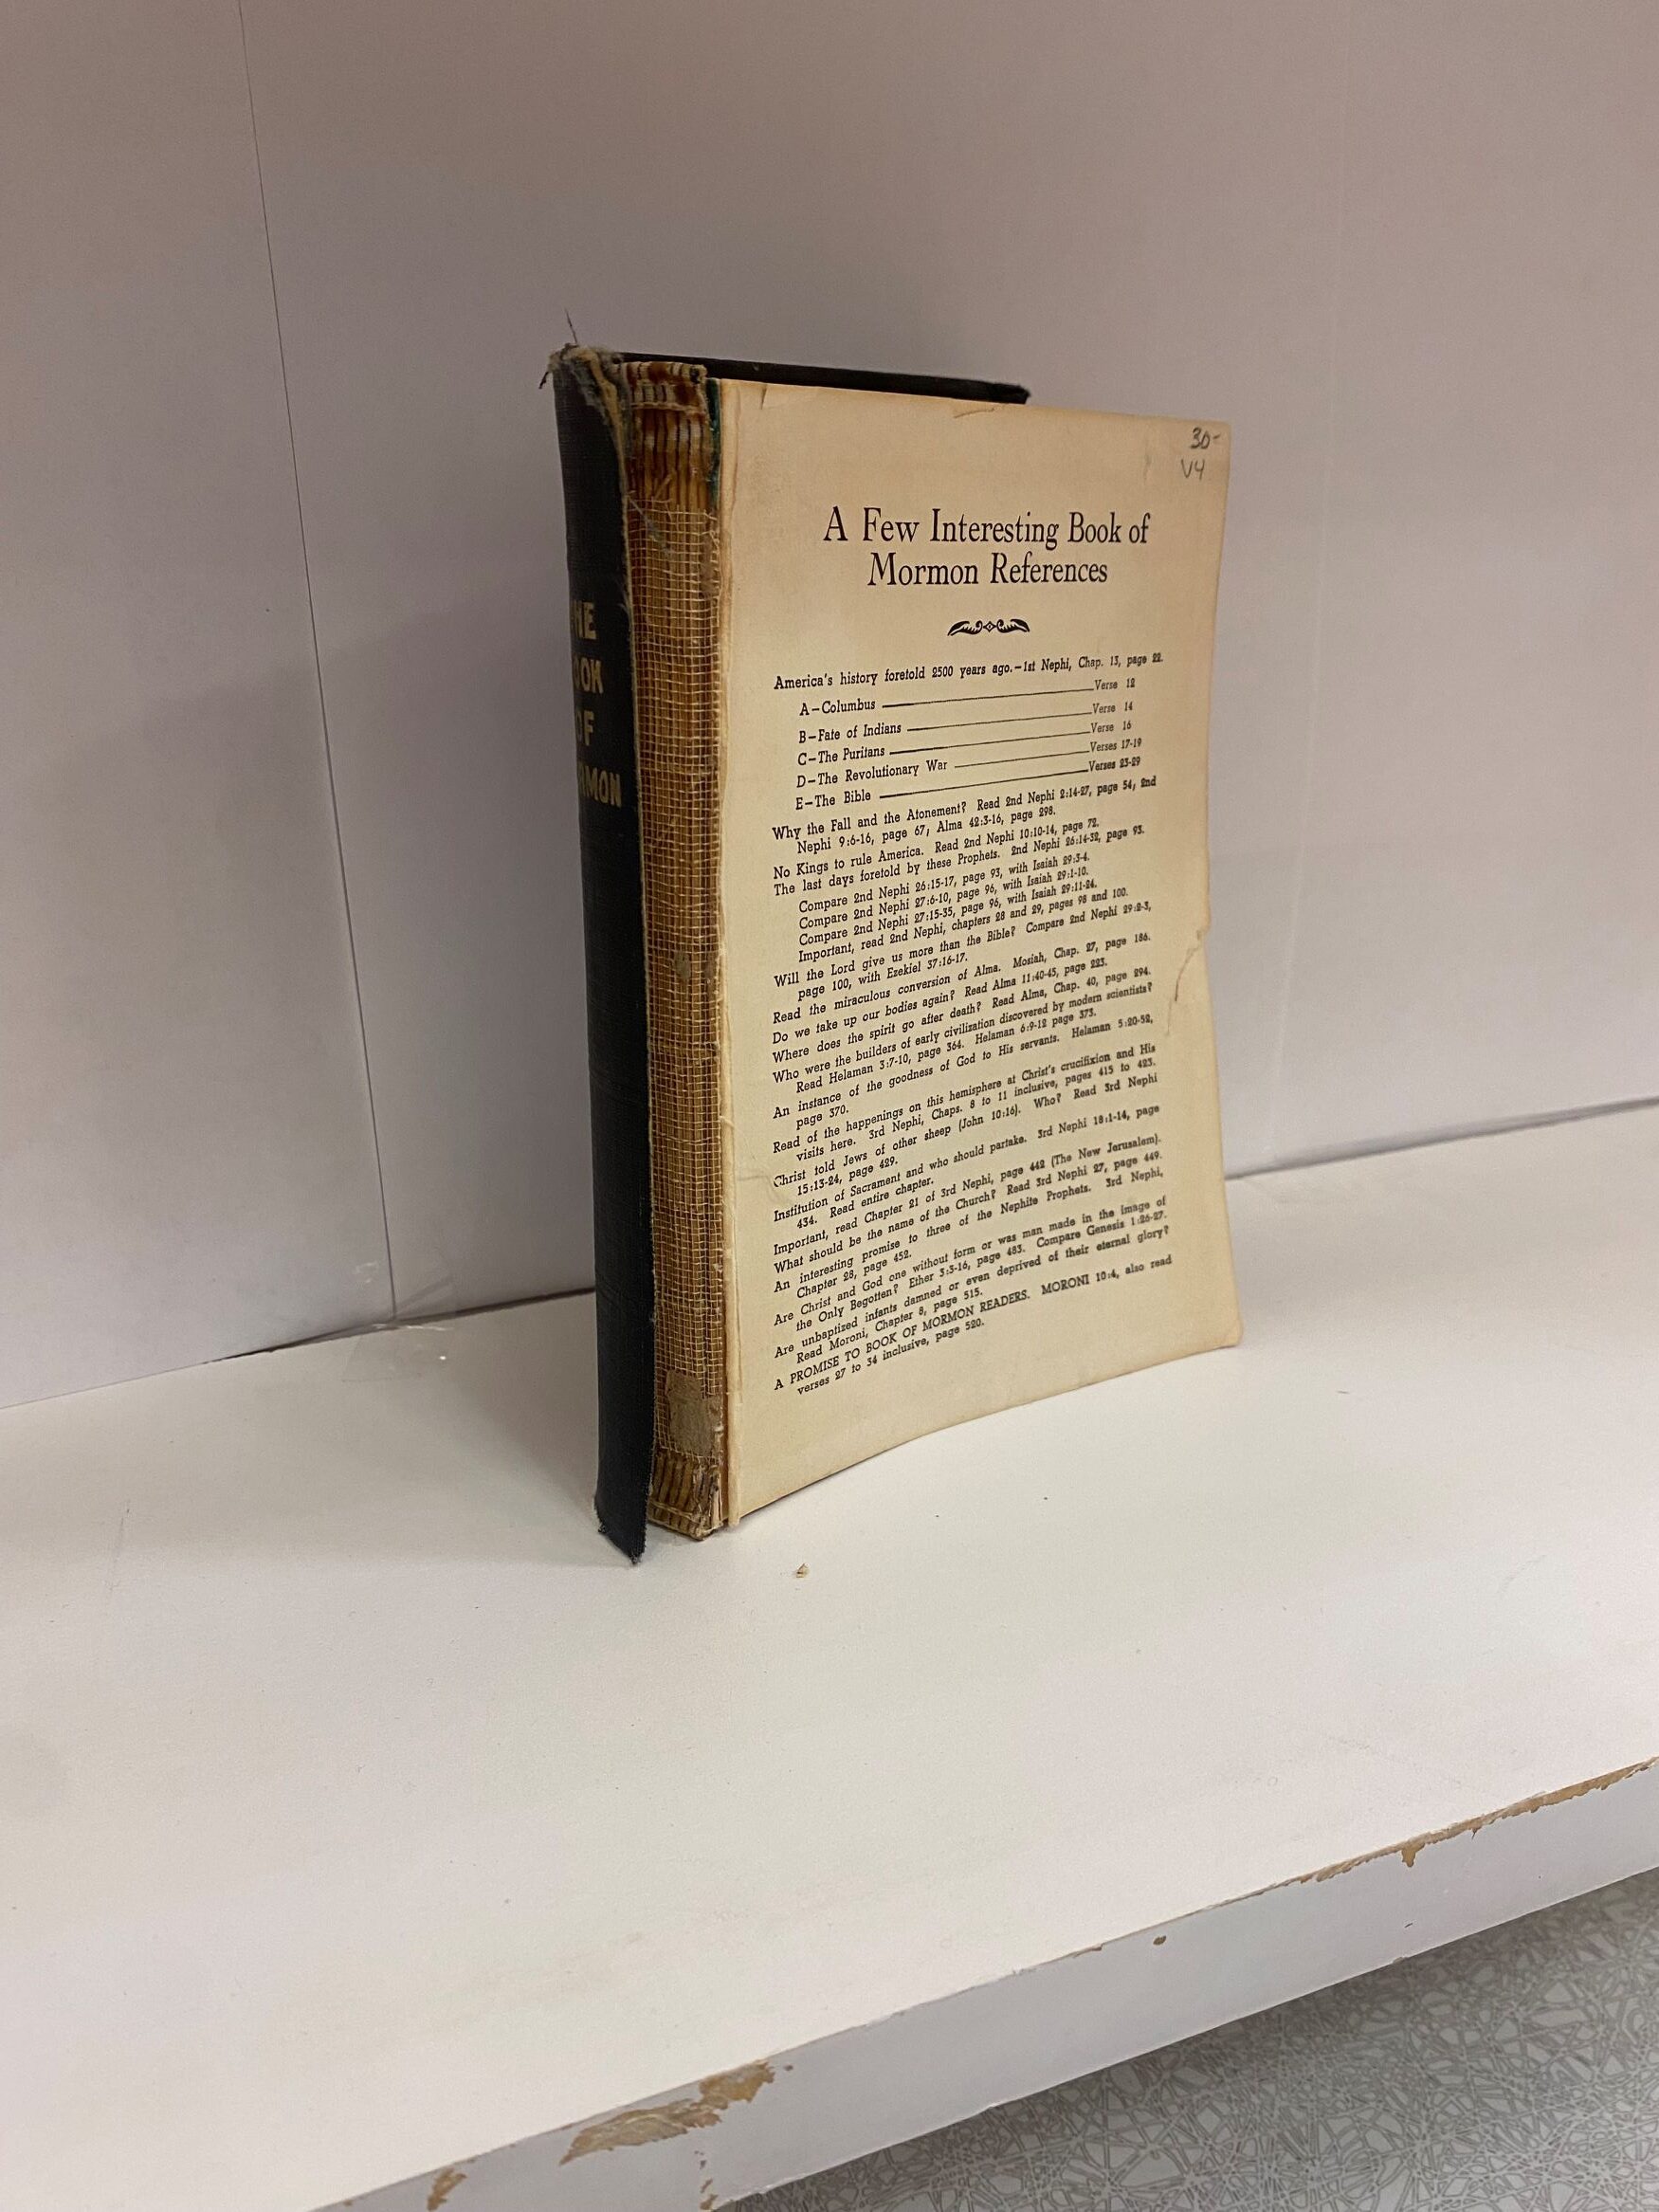 HE
OOK
OF
RMON
30-
V4
A Few Interesting Book of
Mormon References
America's history foretold 2500 years ago.—1st Nephi, Chap. 13, page 22.
A—Columbus Verse 12
B—Fate of Indians Verse 14
C—The Puritans Verse 16
D—The Revolutionary War Verses 17-19
E—The Bible Verses 23-29
Why the Fall and the Atonement? Read 2nd Nephi 2:14-27, page 54, 2nd
Nephi 9:6-16, page 67, Alma 42:3-16, page 298.
No Kings to rule America. Read 2nd Nephi 10:10-14, page 72.
The last days foretold by these Prophets. 2nd Nephi 26:14-32, page 93.
Compare 2nd Nephi 26:15-17, page 93, with Isaiah 29:3-4.
Compare 2nd Nephi 27:6-10, page 96, with Isaiah 29:1-10.
Compare 2nd Nephi 27:15-35, page 96, with Isaiah 29:11-24.
Important, read 2nd Nephi, chapters 28 and 29, pages 98 and 100.
Will the Lord give us more than the Bible? Compare 2nd Nephi 29:2-3,
page 100, with Ezekiel 37:16-17.
Read the miraculous conversion of Alma. Mosiah, Chap. 27, page 186.
Do we take up our bodies again? Read Alma 11:40-45, page 223.
Where does the spirit go after death? Read Alma, Chap. 40, page 294.
Who were the builders of early civilization discovered by modern scientists?
Read Helaman 3:7-10, page 364. Helaman 6:9-12 page 373.
An instance of the goodness of God to His servants. Helaman 5:20-52,
page 370.
Read of the happenings on this hemisphere at Christ's crucifixion and His
visits here. 3rd Nephi, Chaps. 8 to 11 inclusive, pages 415 to 423.
Christ told Jews of other sheep (John 10:16). Who? Read 3rd Nephi
15:13-24, page 429.
Institution of Sacrament and who should partake. 3rd Nephi 18:1-14, page
434. Read entire chapter.
Important, read Chapter 21 of 3rd Nephi, page 442 (The New Jerusalem).
What should be the name of the Church? Read 3rd Nephi 27, page 449.
An interesting promise to three of the Nephite Prophets. 3rd Nephi,
Chapter 28, page 452.
Are Christ and God one without form or was man made in the image of
the Only Begotten? Ether 3:3-16, page 483. Compare Genesis 1:26-27.
Are unbaptized infants damned or even deprived of their eternal glory?
Read Moroni, Chapter 8, page 515.
A PROMISE TO BOOK OF MORMON READERS. MORONI 10:4, also read
verses 27 to 34 inclusive, page 520.